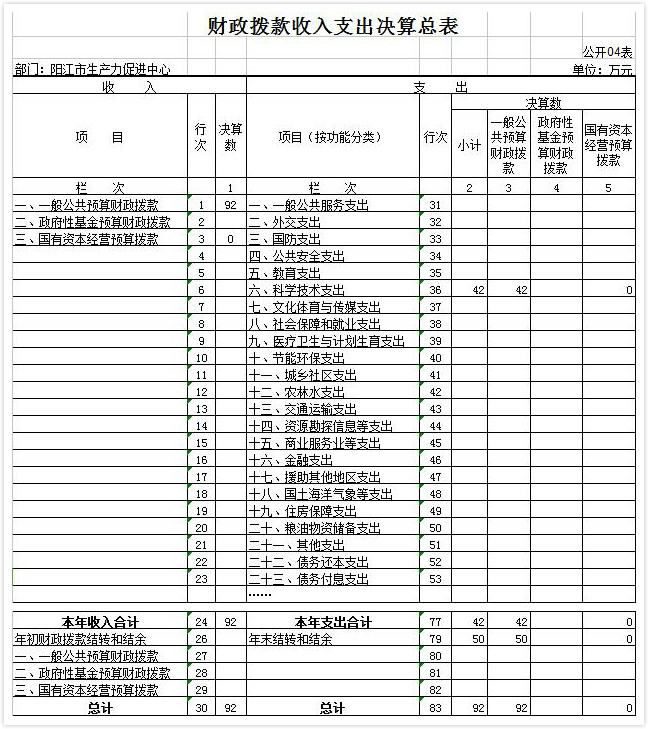 财政拨款收入支出决算总表
公开04表
部门：阳江市生产力促进中心 单位：万元
收 入 支 出
项 目 行次 决算数 项目（按功能分类） 行次 决算数
小计 一般公共预算财政拨款 政府性基金预算财政拨款 国有资本经营预算拨款
栏 次 1 栏 次 2 3 4 5
一、一般公共预算财政拨款 1 92 一、一般公共服务支出 31
二、政府性基金预算财政拨款 2 二、外交支出 32
三、国有资本经营预算拨款 3 0 三、国防支出 33
4 四、公共安全支出 34
5 五、教育支出 35
6 六、科学技术支出 36 42 42 0
7 七、文化体育与传媒支出 37
8 八、社会保障和就业支出 38
9 九、医疗卫生与计划生育支出 39
10 十、节能环保支出 40
11 十一、城乡社区支出 41
12 十二、农林水支出 42
13 十三、交通运输支出 43
14 十四、资源勘探信息等支出 44
15 十五、商业服务业等支出 45
16 十六、金融支出 46
17 十七、援助其他地区支出 47
18 十八、国土海洋气象等支出 48
19 十九、住房保障支出 49
20 二十、粮油物资储备支出 50
21 二十一、其他支出 51
22 二十二、债务还本支出 52
23 二十三、债务付息支出 53
……
本年收入合计 24 92 本年支出合计 77 42 42 0
年初财政拨款结转和结余 26 年末结转和结余 79 50 50 0
一、一般公共预算财政拨款 27 80
二、政府性基金预算财政拨款 28 81
三、国有资本经营预算拨款 29 82
总计 30 92 总计 83 92 92 0